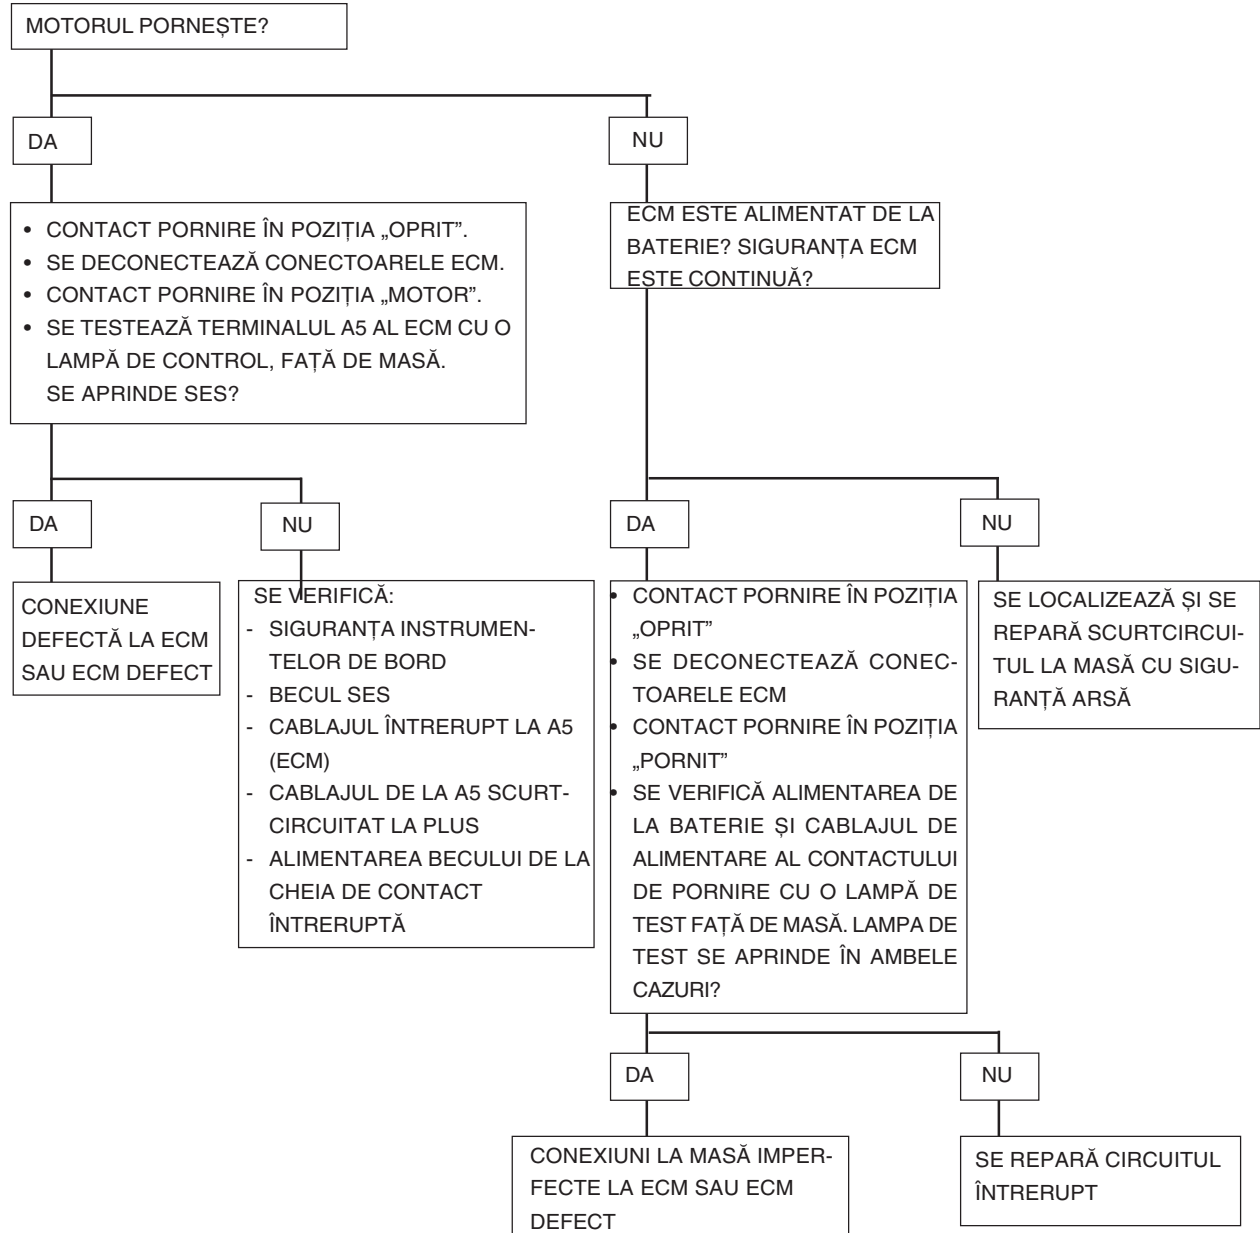 MOTORUL PORNEȘTE?
DA
NU
• CONTACT PORNIRE ÎN POZIȚIA „OPRIT”.
• SE DECONECTEAZĂ CONECTOARELE ECM.
• CONTACT PORNIRE ÎN POZIȚIA „MOTOR”.
• SE TESTEAZĂ TERMINALUL A5 AL ECM CU O
LAMPĂ DE CONTROL, FAȚĂ DE MASĂ.
SE APRINDE SES?
ECM ESTE ALIMENTAT DE LA
BATERIE? SIGURANȚA ECM
ESTE CONTINUĂ?
DA
NU
DA
NU
CONEXIUNE
DEFECTĂ LA ECM
SAU ECM DEFECT
SE VERIFICĂ:
- SIGURANȚA INSTRUMEN-
TELOR DE BORD
- BECUL SES
- CABLAJUL ÎNTRERUPT LA A5
(ECM)
- CABLAJUL DE LA A5 SCURT-
CIRCUITAT LA PLUS
- ALIMENTAREA BECULUI DE LA
CHEIA DE CONTACT
ÎNTRERUPTĂ
• CONTACT PORNIRE ÎN POZIȚIA
„OPRIT”
• SE DECONECTEAZĂ CONEC-
TOARELE ECM
• CONTACT PORNIRE ÎN POZIȚIA
„PORNIT”
• SE VERIFICĂ ALIMENTAREA DE
LA BATERIE ȘI CABLAJUL DE
ALIMENTARE AL CONTACTULUI
DE PORNIRE CU O LAMPĂ DE
TEST FAȚĂ DE MASĂ. LAMPA DE
TEST SE APRINDE ÎN AMBELE
CAZURI?
SE LOCALIZEAZĂ ȘI SE
REPARĂ SCURTCIRCUI-
TUL LA MASĂ CU SIGU-
RANȚĂ ARSĂ
DA
NU
CONEXIUNI LA MASĂ IMPER-
FECTE LA ECM SAU ECM
DEFECT
SE REPARĂ CIRCUITUL
ÎNTRERUPT